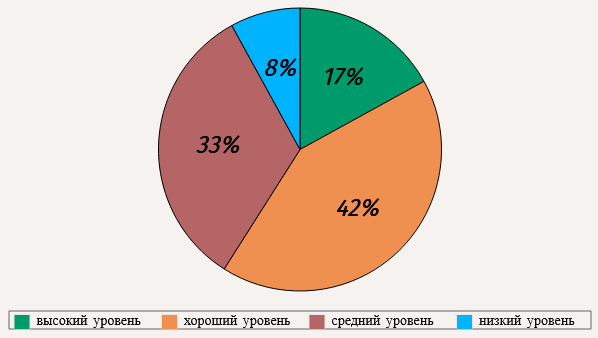 8%
17%
33%
42%
высокий уровень
хороший уровень
средний уровень
низкий уровень